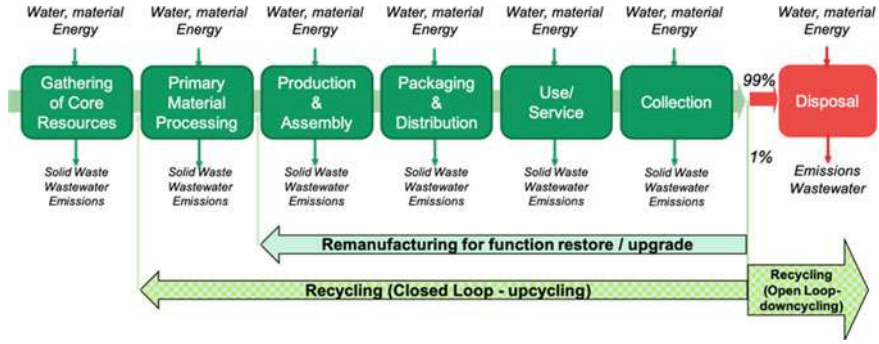 Water, material
Energy
Water, material
Energy
Water, material
Energy
Water, material
Energy
Water, material
Energy
Water, material
Energy
Water, material
Energy
Gathering
of Core
Resources
Primary
Material
Processing
Production
&
Assembly
Packaging
&
Distribution
Use/
Service
Collection
99%
Disposal
1%
Solid Waste
Wastewater
Emissions
Solid Waste
Wastewater
Emissions
Solid Waste
Wastewater
Emissions
Solid Waste
Wastewater
Emissions
Solid Waste
Wastewater
Emissions
Solid Waste
Wastewater
Emissions
Emissions
Wastewater
Remanufacturing for function restore / upgrade
Recycling (Closed Loop - upcycling)
Recycling
(Open Loop-
downcycling)